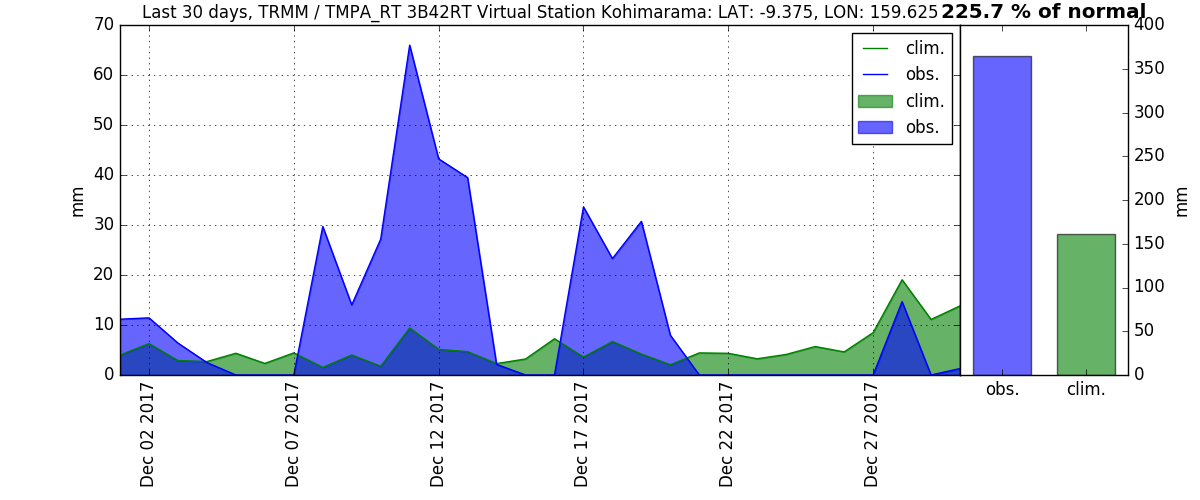 Last 30 days, TRMM / TMPA_RT 3B42RT Virtual Station Kohimarama: LAT: -9.375, LON: 159.625
225.7 % of normal
70
60
50
40
30
20
10
0
mm
clim.
obs.
clim.
obs.
Dec 02 2017
Dec 07 2017
Dec 12 2017
Dec 17 2017
Dec 22 2017
Dec 27 2017
400
350
300
250
200
150
100
50
0
mm
obs.
clim.